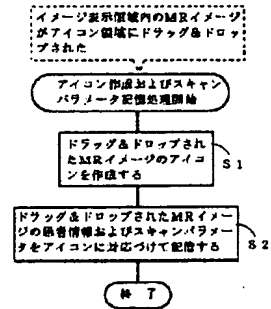 イメージ表示領域内のMRイメージ
がアイコン領域にドラッグ&ドロッ
プされた
アイコン作成およびスキャン
パラメータ記憶処理開始
ドラッグ&ドロップされ
たMRイメージのアイコ
ンを作成する
S1
ドラッグ&ドロップされたMRイメー
ジの患者情報およびスキャンパラメー
タをアイコンに対応づけて記憶する
S2
終了